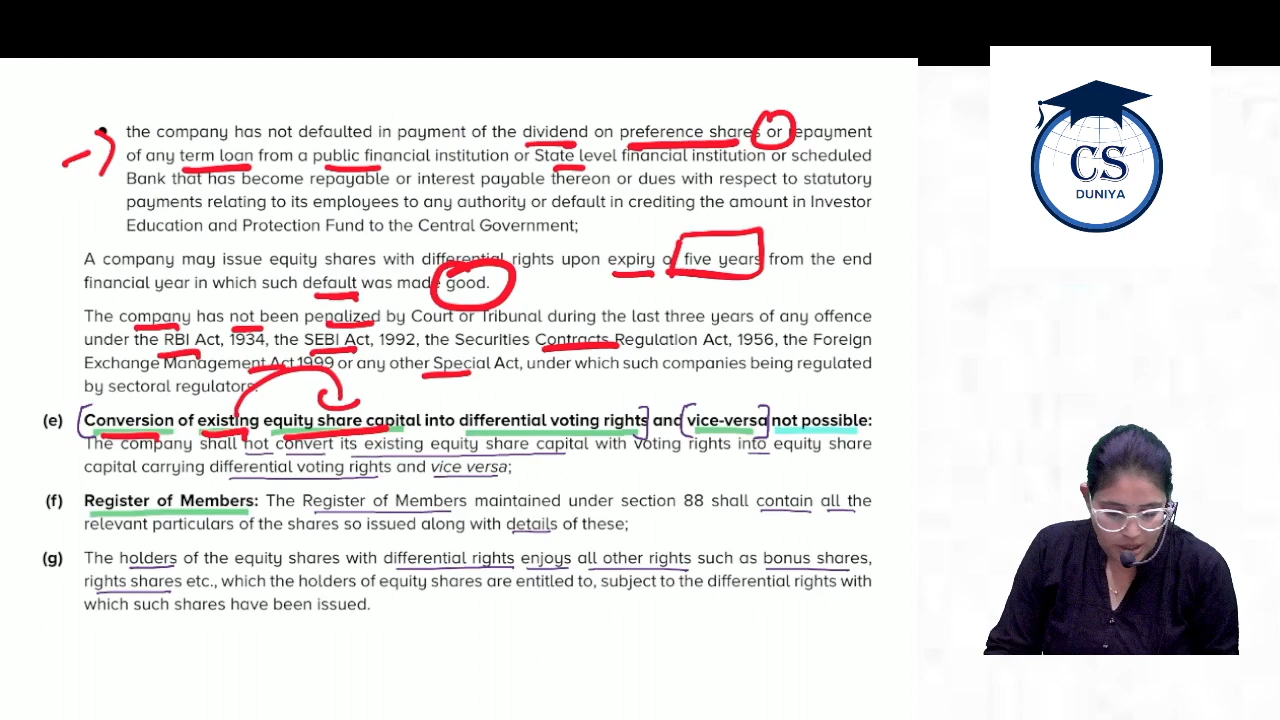 the company has not defaulted in payment of the dividend on preference shares or repayment
of any term loan from a public financial institution or State level financial institution or scheduled
Bank that has become repayable or interest payable thereon or dues with respect to statutory
payments relating to its employees to any authority or default in crediting the amount in Investor
Education and Protection Fund to the Central Government;
A company may issue equity shares with differential rights upon expiry of five years from the end
financial year in which such default was made good.
The company has not been penalized by Court or Tribunal during the last three years of any offence
under the RBI Act, 1934, the SEBI Act, 1992, the Securities Contracts Regulation Act, 1956, the Foreign
Exchange Management Act 1999 or any other Special Act, under which such companies being regulated
by sectoral regulators.
(e) Conversion of existing equity share capital into differential voting rights and vice-versa not possible:
The company shall not convert its existing equity share capital with voting rights into equity share
capital carrying differential voting rights and vice versa;
(f) Register of Members: The Register of Members maintained under section 88 shall contain all the
relevant particulars of the shares so issued along with details of these;
(g) The holders of the equity shares with differential rights enjoys all other rights such as bonus shares,
rights shares etc., which the holders of equity shares are entitled to, subject to the differential rights with
which such shares have been issued.
CS
DUNIYA